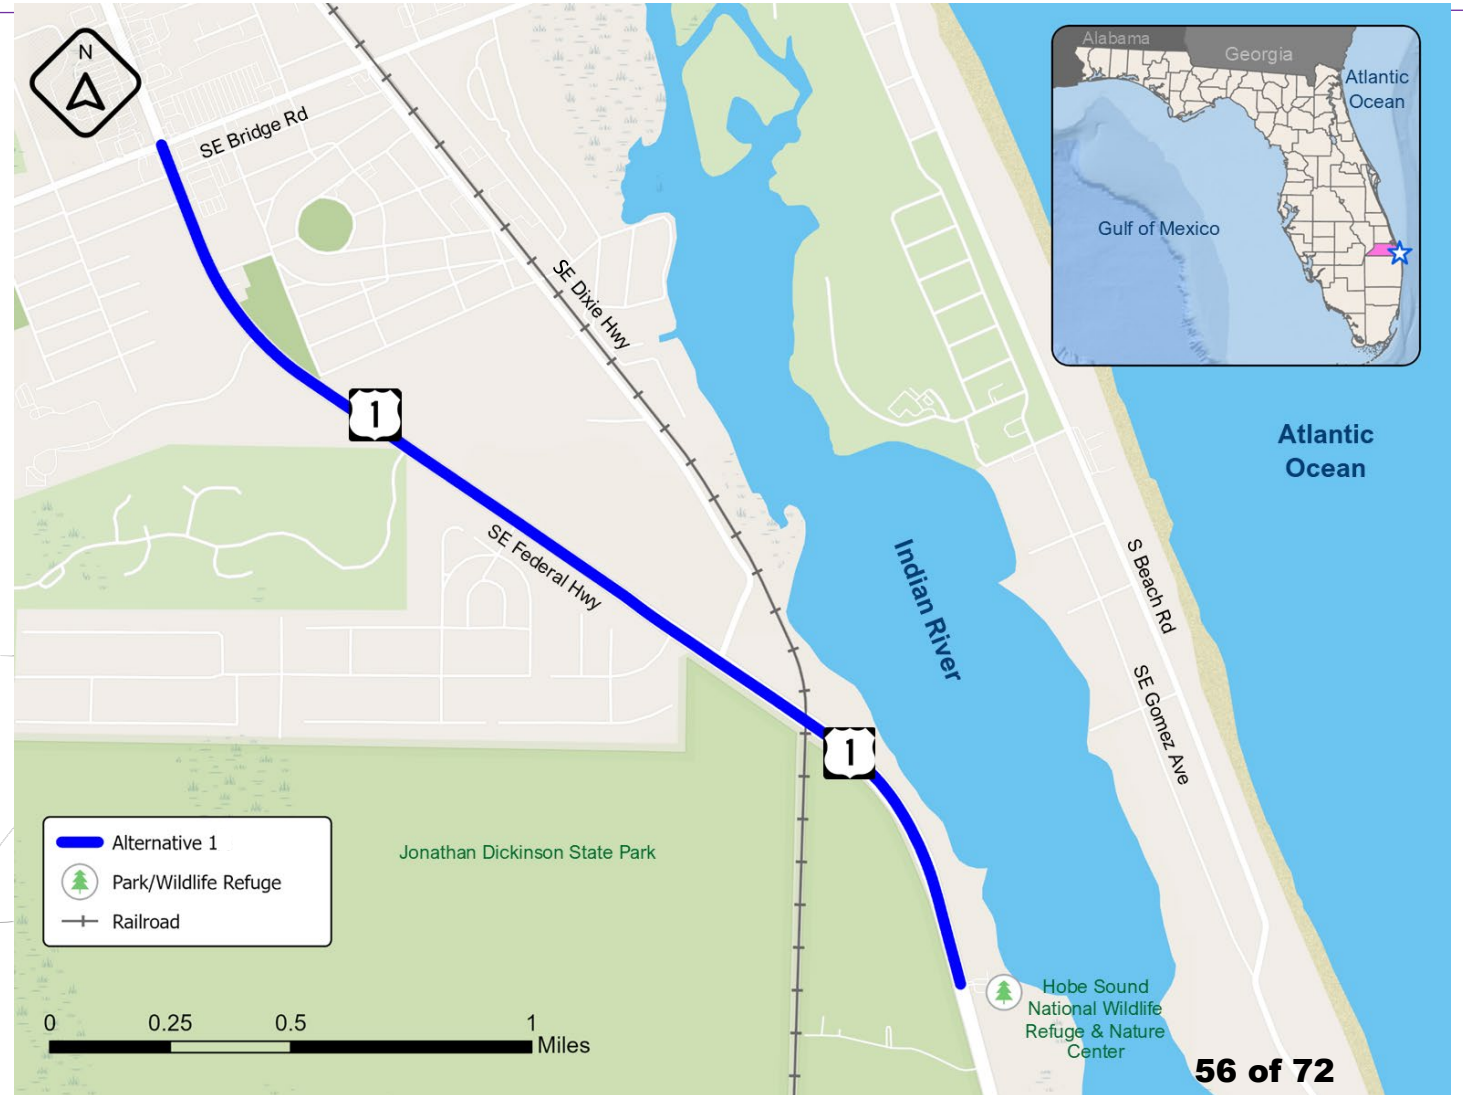 N
SE Bridge Rd
SE Dixie Hwy
Alabama
Georgia
Atlantic
Ocean
Gulf of Mexico
Atlantic
Ocean
1
SE Federal Hwy
Indian River
S Beach Rd
SE Gomez Ave
1
Jonathan Dickinson State Park
Alternative 1
Park/Wildlife Refuge
Railroad
Hobe Sound
National Wildlife
Refuge & Nature
Center
0 0.25 0.5 1
Miles
56 of 72